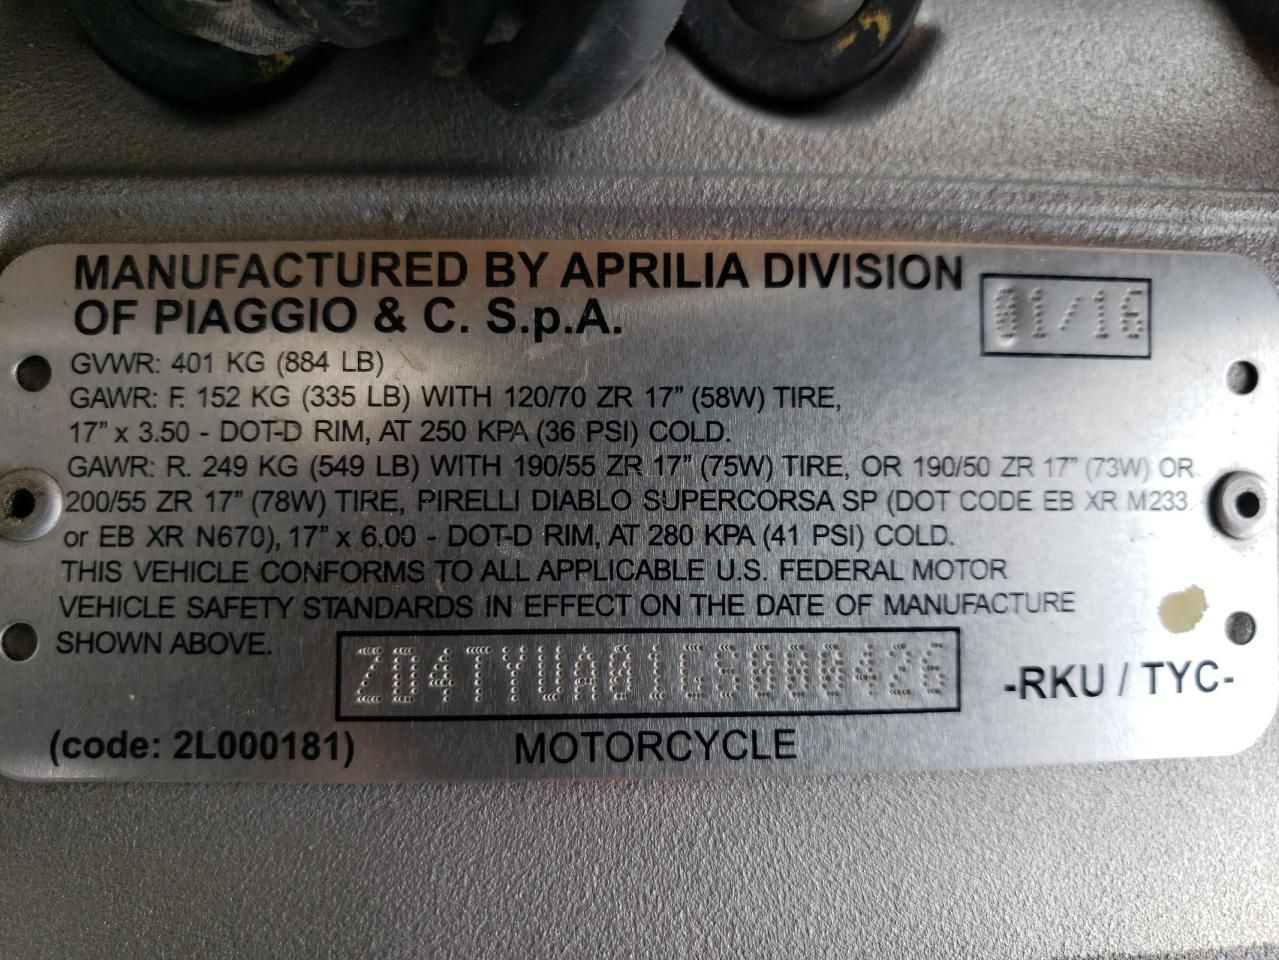 MANUFACTURED BY APRILIA DIVISION
OF PIAGGIO & C. S.p.A.
01/16
GVWR: 401 KG (884 LB)
GAWR: F. 152 KG (335 LB) WITH 120/70 ZR 17” (58W) TIRE,
17” x 3.50 - DOT-D RIM, AT 250 KPA (36 PSI) COLD.
GAWR: R. 249 KG (549 LB) WITH 190/55 ZR 17” (75W) TIRE, OR 190/50 ZR 17” (73W) OR
200/55 ZR 17” (78W) TIRE, PIRELLI DIABLO SUPERCORSA SP (DOT CODE EB XR M233
or EB XR N670), 17” x 6.00 - DOT-D RIM, AT 280 KPA (41 PSI) COLD.
THIS VEHICLE CONFORMS TO ALL APPLICABLE U.S. FEDERAL MOTOR
VEHICLE SAFETY STANDARDS IN EFFECT ON THE DATE OF MANUFACTURE
SHOWN ABOVE.
ZD4TYUA01GS000426
-RKU / TYC-
(code: 2L000181)
MOTORCYCLE